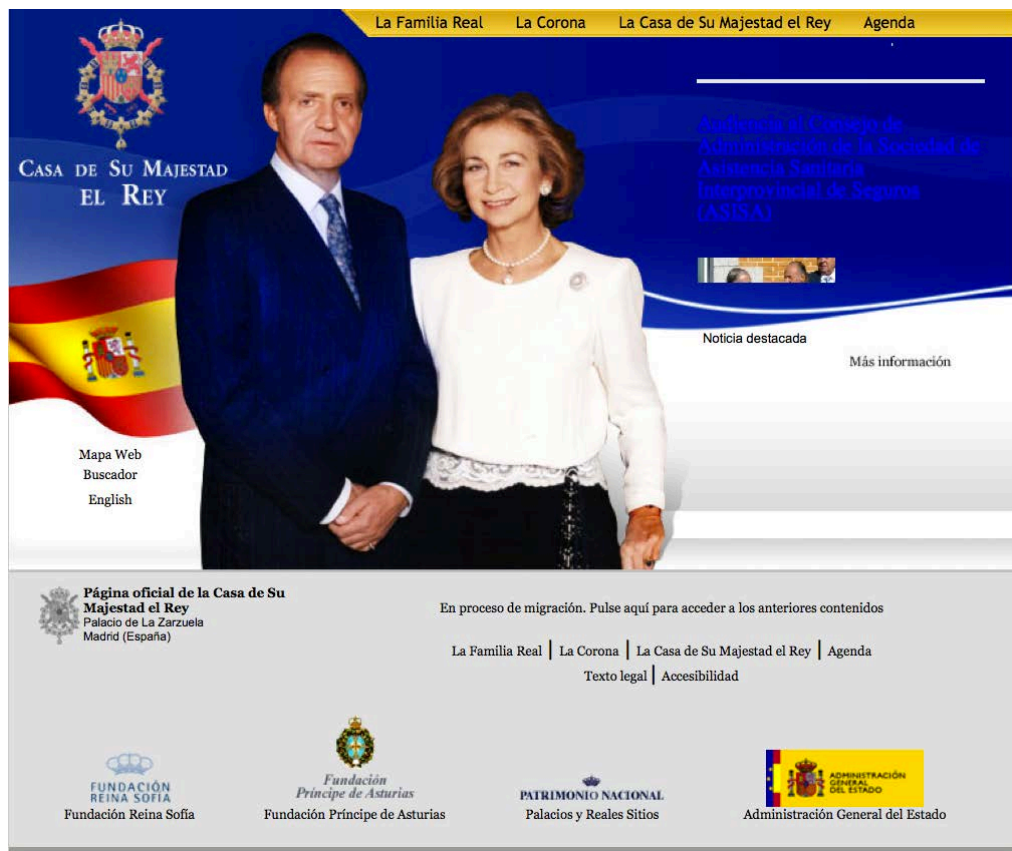 La Familia Real La Corona La Casa de Su Majestad el Rey Agenda
CASA DE SU MAJESTAD
EL REY
Audiencia al Consejo de
Administración de la Sociedad de
Asistencia Sanitaria
Interprovincial de Seguros
(ASISA)
Noticia destacada
Más información
Mapa Web
Buscador
English
Página oficial de la Casa de Su
Majestad el Rey
Palacio de La Zarzuela
Madrid (España)
En proceso de migración. Pulse aquí para acceder a los anteriores contenidos
La Familia Real | La Corona | La Casa de Su Majestad el Rey | Agenda
Texto legal | Accesibilidad
FUNDACIÓN
REINA SOFIA
Fundación Reina Sofía
Fundación
Príncipe de Asturias
Fundación Príncipe de Asturias
PATRIMONIO NACIONAL
Palacios y Reales Sitios
ADMINISTRACIÓN
GENERAL
DEL ESTADO
Administración General del Estado